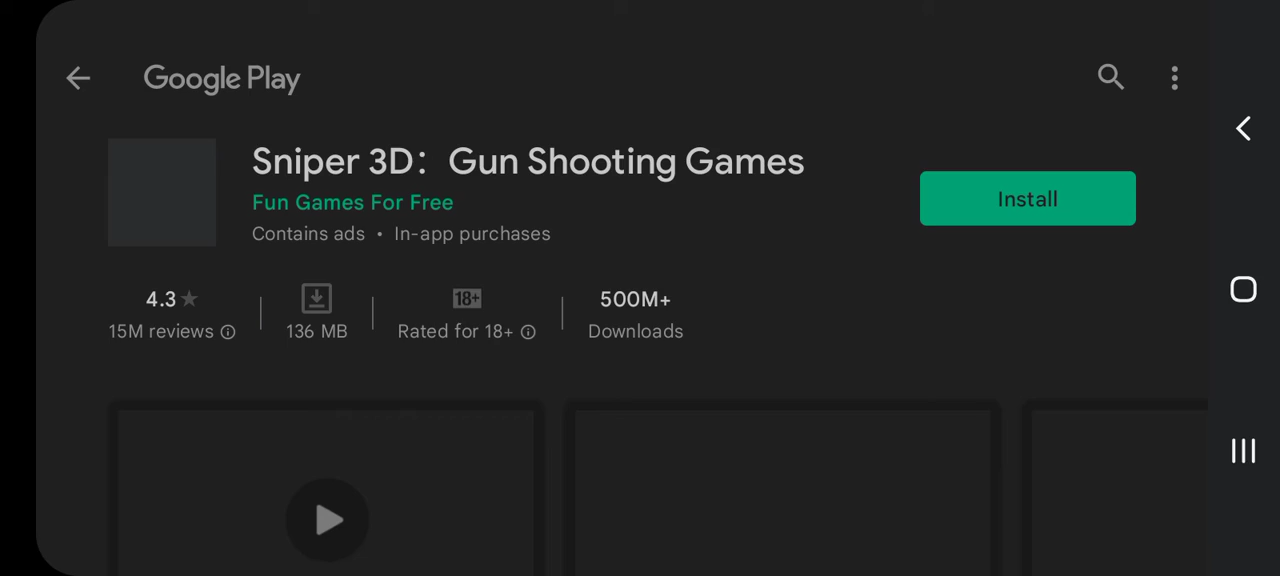 Google Play
Sniper 3D：Gun Shooting Games
Fun Games For Free
Contains ads • In-app purchases
Install
4.3★
15M reviews
136 MB
18+
Rated for 18+
500M+
Downloads